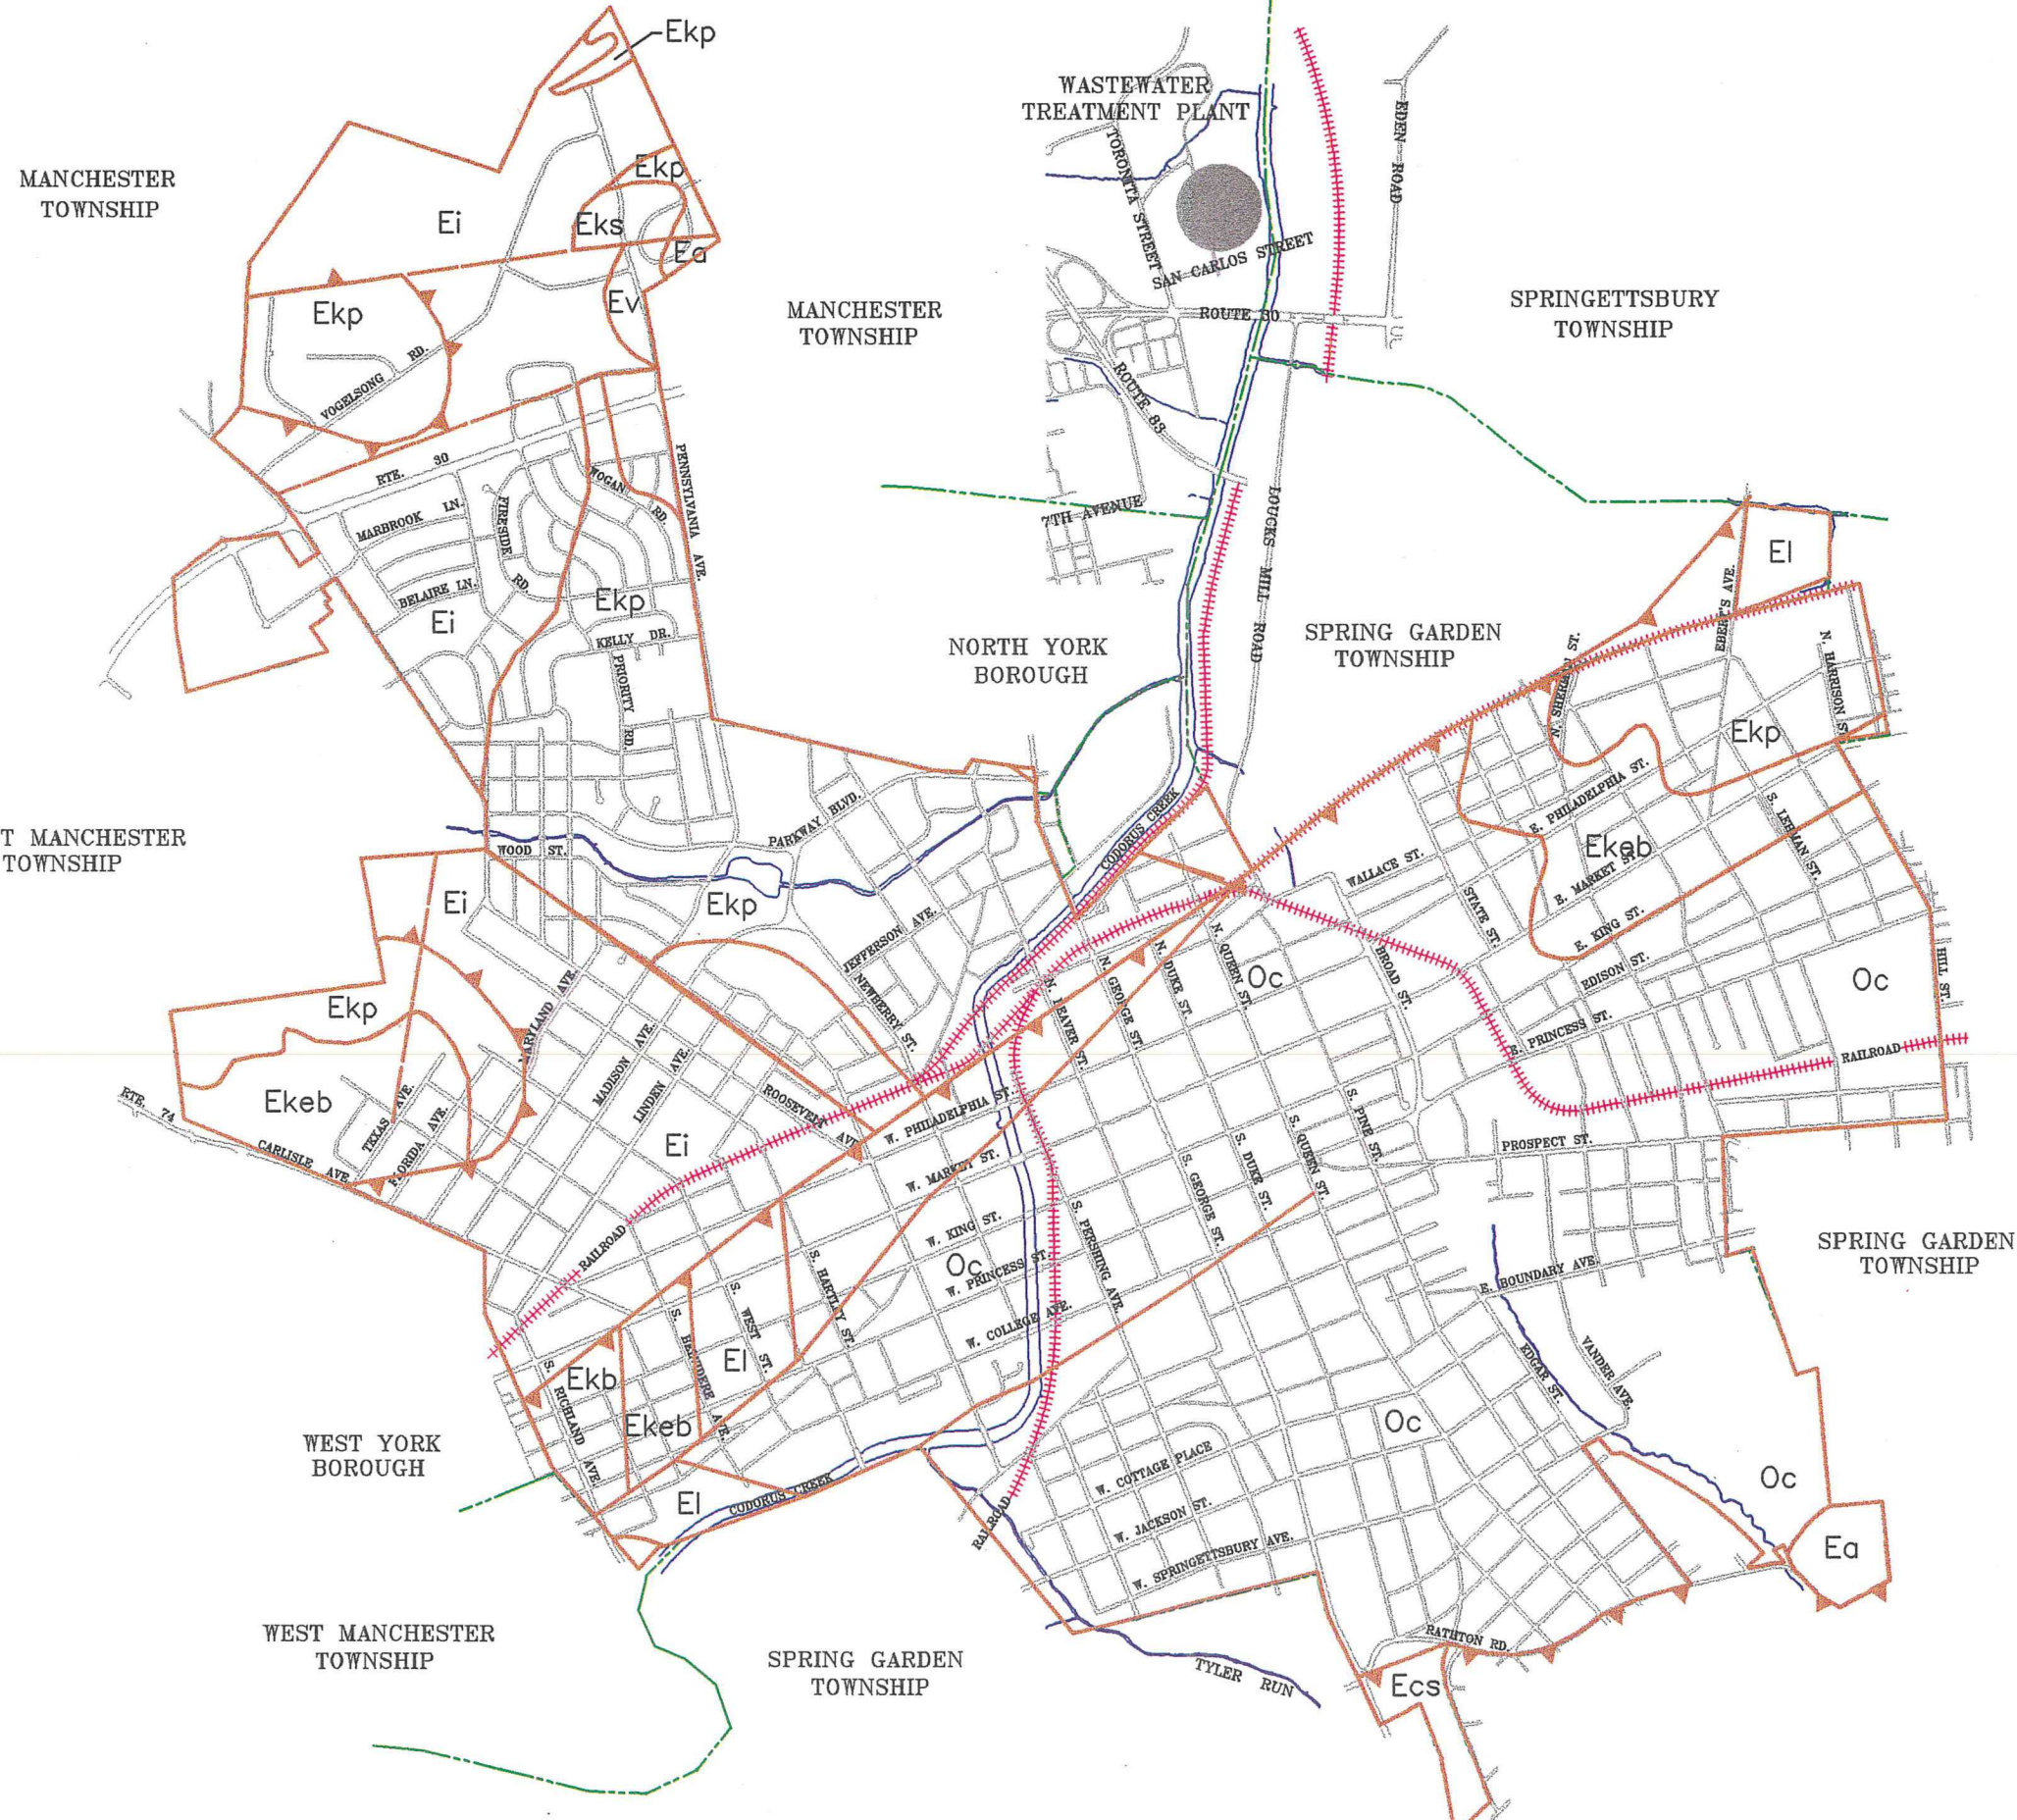 Ekp
WASTEWATER
TREATMENT PLANT
EDEN ROAD
TORONITA STREET
MANCHESTER
TOWNSHIP
Ekp
Ei
Eks
Ea
SAN CARLOS STREET
Ekp
Ev
MANCHESTER
TOWNSHIP
ROUTE 30
SPRINGETTSBURY
TOWNSHIP
VOGELSONG RD.
ROUTE 83
RTE. 30
WOGAN RD.
PENNSYLVANIA AVE.
MARBROOK LN.
FIRESIDE RD.
7TH AVENUE
LOUCKS MILL ROAD
El
BELAIRE LN.
Ekp
EBERT'S AVE.
Ei
KELLY DR.
PRIORITY RD.
NORTH YORK
BOROUGH
SPRING GARDEN
TOWNSHIP
N. SHERMAN ST.
N. HARRISON ST.
Ekp
PARKWAY BLVD.
CODORUS CREEK
E. PHILADELPHIA ST.
S. LEHMAN ST.
T MANCHESTER
TOWNSHIP
WOOD ST.
Ekeb
WALLACE ST.
E. MARKET ST.
Ei
Ekp
STATE ST.
E. KING ST.
JEFFERSON AVE.
NEWBERRY ST.
N. BEAVER ST.
N. GEORGE ST.
N. DUKE ST.
N. QUEEN ST.
Oc
BROAD ST.
EDISON ST.
Oc
HILL ST.
Ekp
MARYLAND AVE.
MADISON AVE.
LINDEN AVE.
E. PRINCESS ST.
RAILROAD
RTE. 74
Ekeb
TEXAS AVE.
FLORIDA AVE.
CARLISLE AVE.
Ei
ROOSEVELT AVE.
W. PHILADELPHIA ST.
W. MARKET ST.
S. PINE ST.
S. QUEEN ST.
S. DUKE ST.
S. GEORGE ST.
PROSPECT ST.
RAILROAD
W. KING ST.
S. PERSHING AVE.
SPRING GARDEN
TOWNSHIP
Oc
W. PRINCESS ST.
S. HARTLEY ST.
E. BOUNDARY AVE.
S. WEST ST.
S. BELVIDERE AVE.
W. COLLEGE AVE.
El
EDGAR ST.
VANDER AVE.
Ekb
S. RICHLAND AVE.
Ekeb
Oc
WEST YORK
BOROUGH
W. COTTAGE PLACE
Oc
El
CODORUS CREEK
RAILROAD
W. JACKSON ST.
W. SPRINGETTSBURY AVE.
Ea
WEST MANCHESTER
TOWNSHIP
RATHTON RD.
SPRING GARDEN
TOWNSHIP
TYLER RUN
Ecs